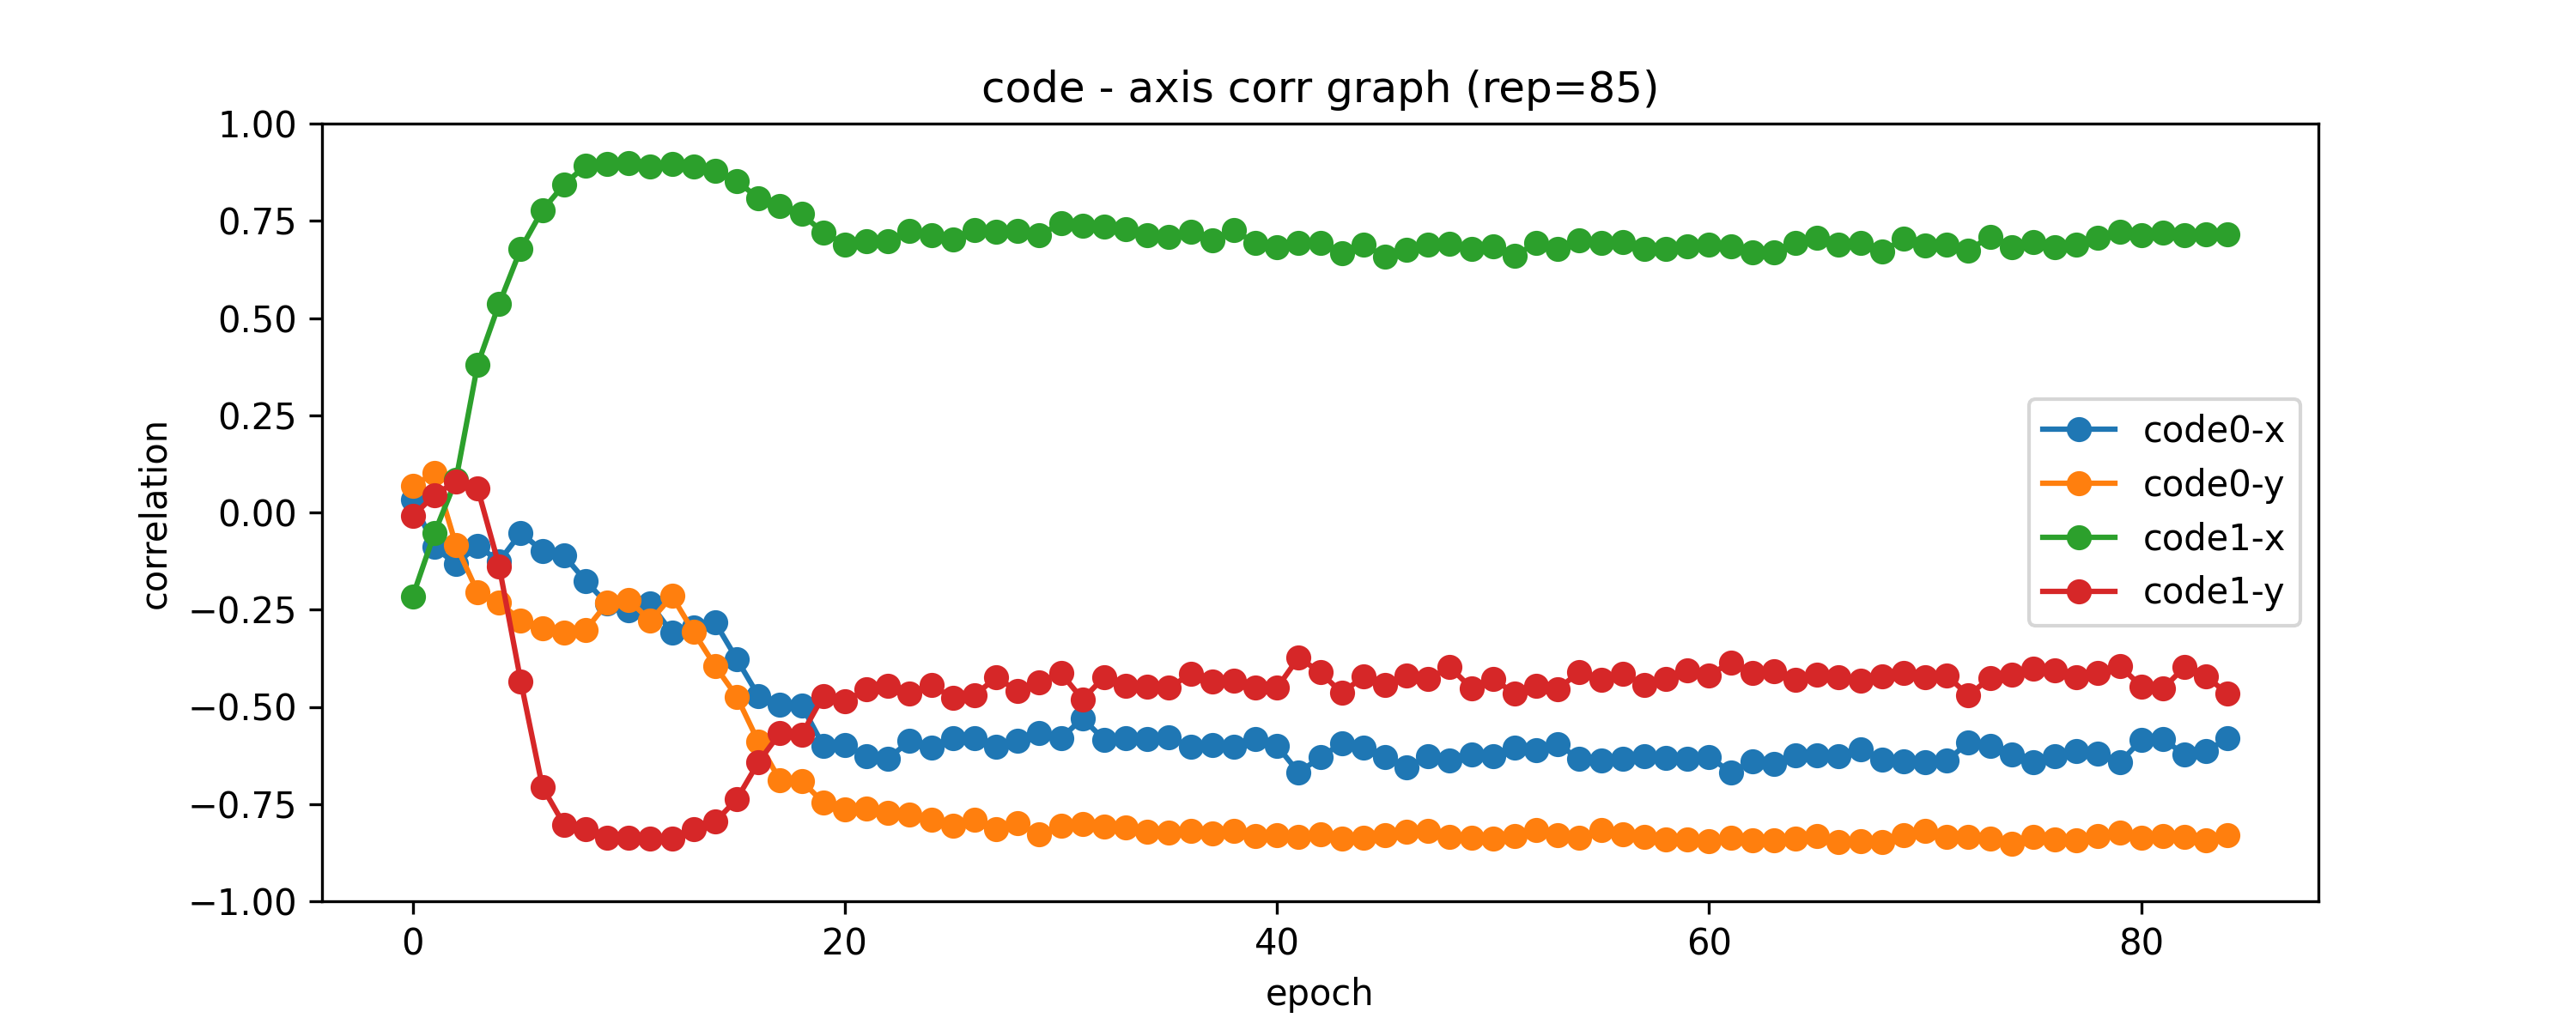 code - axis corr graph (rep=85)
1.00
0.75
0.50
0.25
0.00
−0.25
−0.50
−0.75
−1.00
correlation
code0-x
code0-y
code1-x
code1-y
0 20 40 60 80
epoch